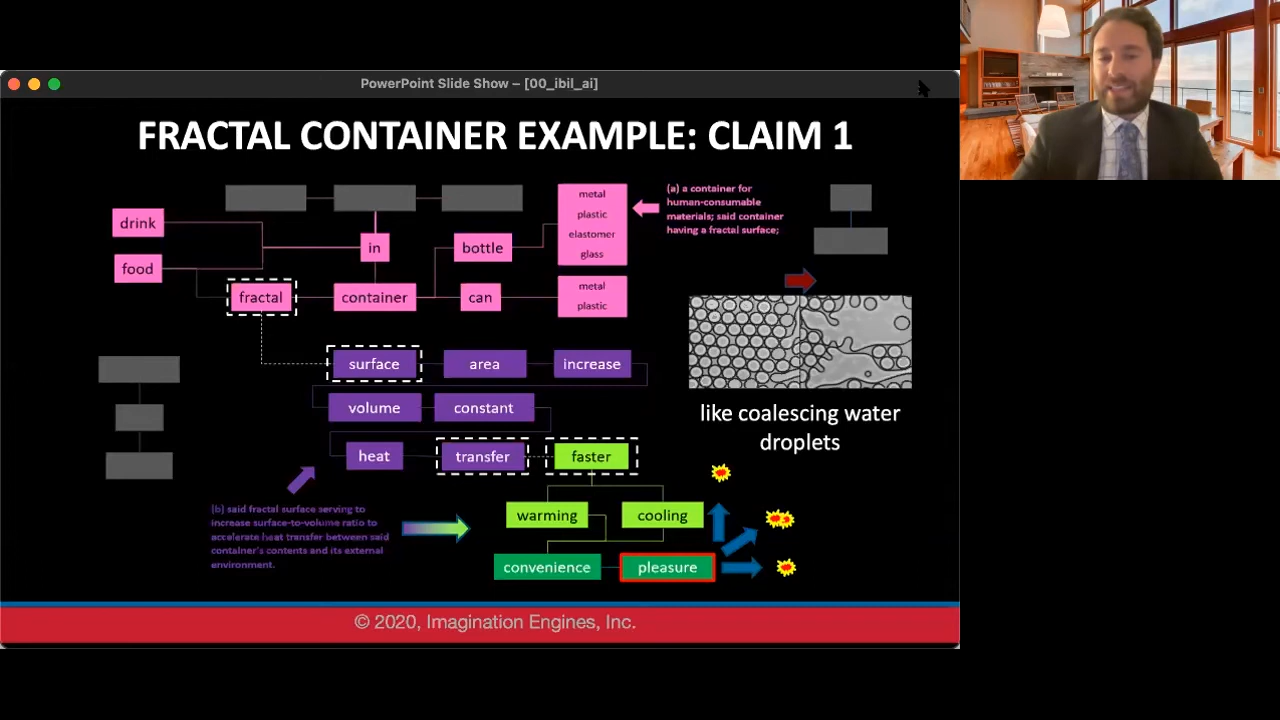 PowerPoint Slide Show – [00_ibil_ai]
FRACTAL CONTAINER EXAMPLE: CLAIM 1
drink
food
in
fractal
container
bottle
can
metal
plastic
elastomer
glass
metal
plastic
(a) a container for
human-consumable
materials; said container
having a fractal surface;
surface
area
increase
volume
constant
heat
transfer
faster
like coalescing water
droplets
(b) said fractal surface serving to
increase surface-to-volume ratio to
accelerate heat transfer between said
container's contents and its external
environment.
warming
cooling
convenience
pleasure
© 2020, Imagination Engines, Inc.